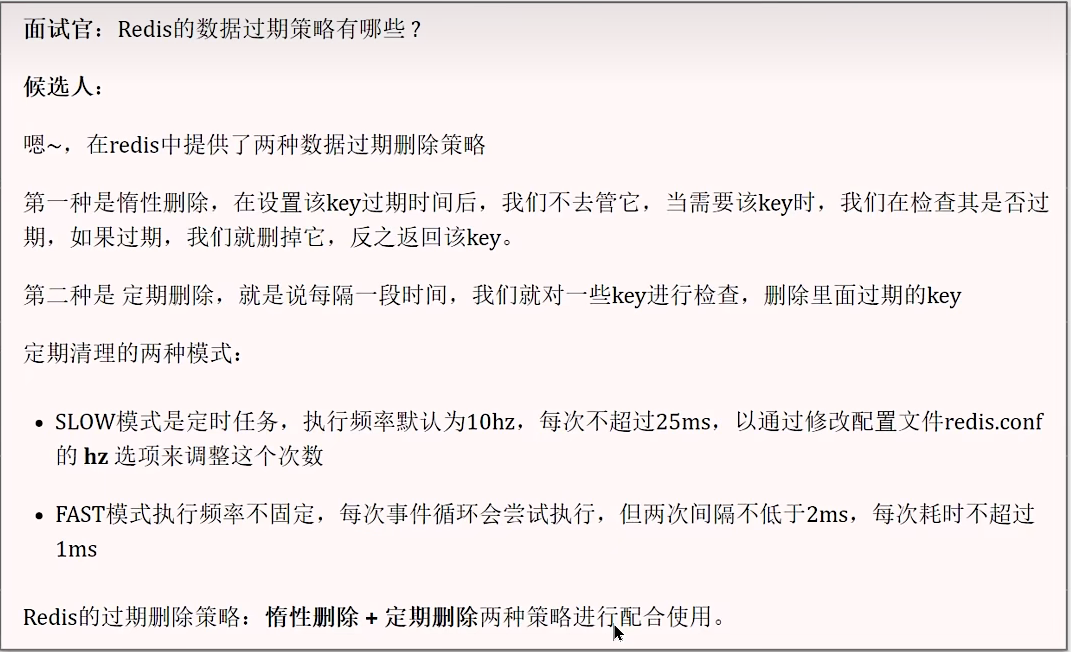 面试官：Redis的数据过期策略有哪些？
候选人：
嗯~，在redis中提供了两种数据过期删除策略
第一种是惰性删除，在设置该key过期时间后，我们不去管它，当需要该key时，我们在检查其是否过
期，如果过期，我们就删掉它，反之返回该key。
第二种是 定期删除，就是说每隔一段时间，我们就对一些key进行检查，删除里面过期的key
定期清理的两种模式：
• SLOW模式是定时任务，执行频率默认为10hz，每次不超过25ms，以通过修改配置文件redis.conf
的 hz 选项来调整这个次数
• FAST模式执行频率不固定，每次事件循环会尝试执行，但两次间隔不低于2ms，每次耗时不超过
1ms
Redis的过期删除策略：惰性删除 + 定期删除两种策略进行配合使用。